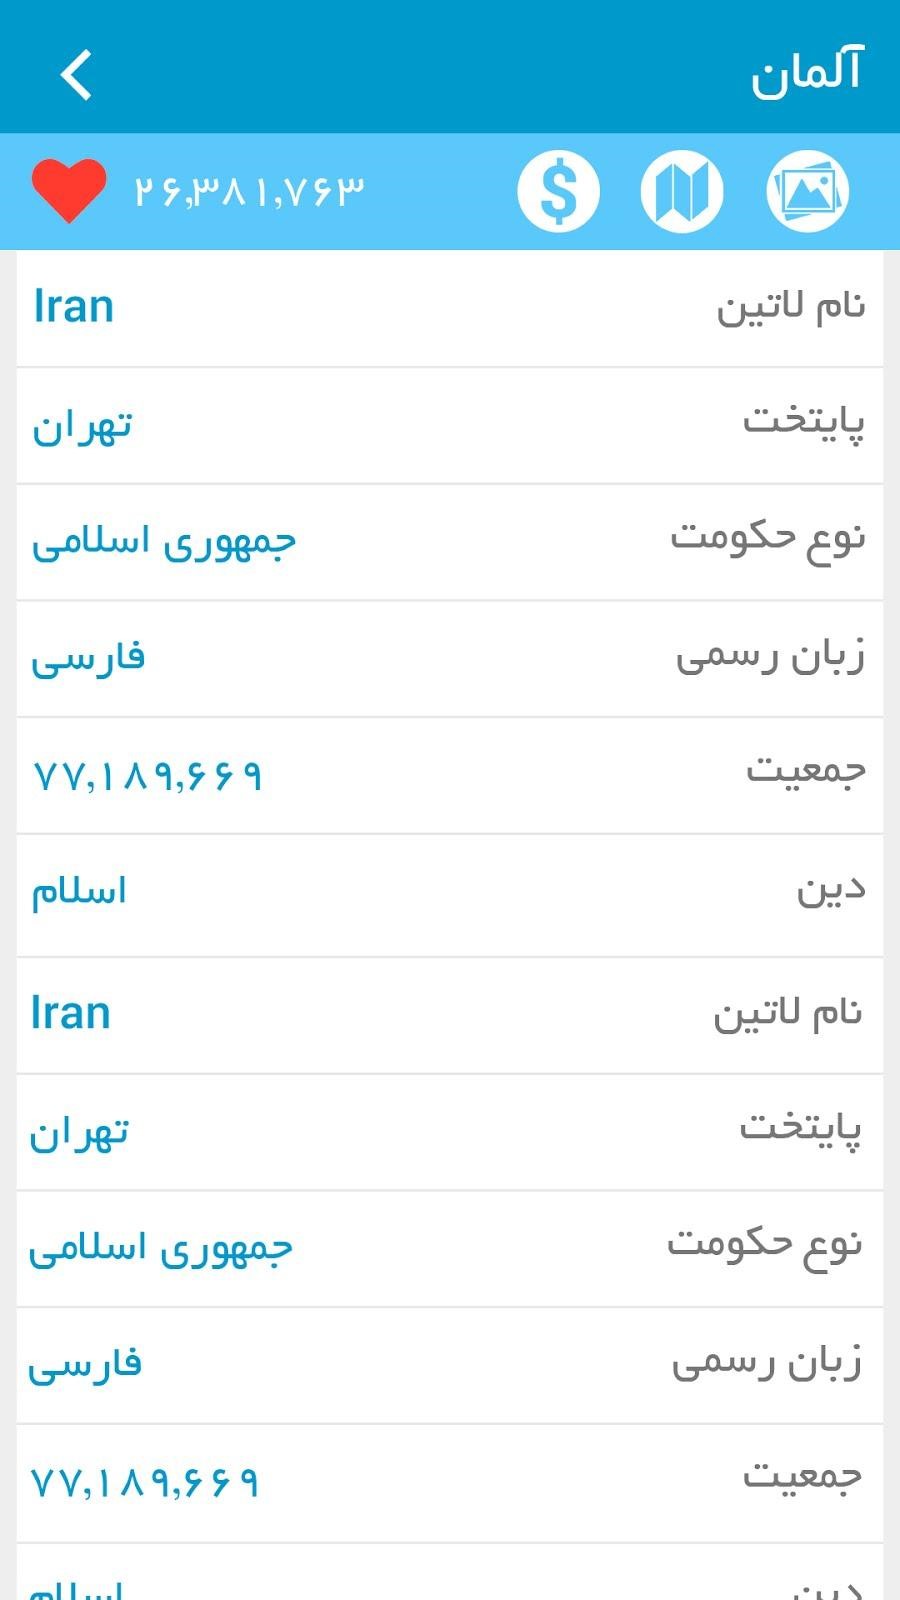 آلمان
۲۶,۳۸۱,۷۶۳
نام لاتین Iran
پایتخت تهران
نوع حکومت جمهوری اسلامی
زبان رسمی فارسی
جمعیت ۷۷,۱۸۹,۶۶۹
دین اسلام
نام لاتین Iran
پایتخت تهران
نوع حکومت جمهوری اسلامی
زبان رسمی فارسی
جمعیت ۷۷,۱۸۹,۶۶۹
دین اسلام